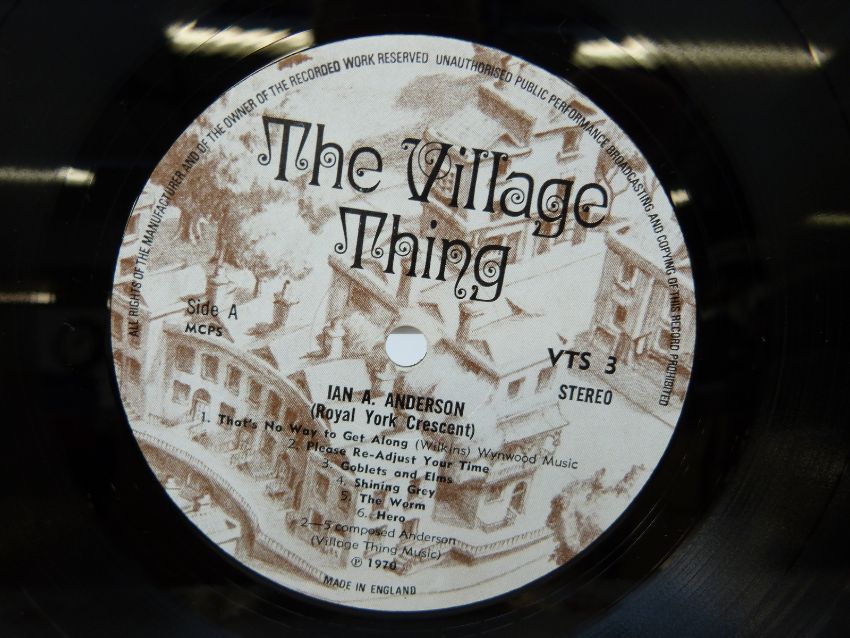 ALL RIGHTS OF THE MANUFACTURER AND OF THE OWNER OF THE RECORDED WORK RESERVED UNAUTHORISED PUBLIC PERFORMANCE BROADCASTING AND COPYING OF THIS RECORD PROHIBITED
The Village
Thing
Side A
MCPS
VTS 3
STEREO
IAN A. ANDERSON
(Royal York Crescent)
1. That's No Way to Get Along (Wilkins) Wynwood Music
2. Please Re-Adjust Your Time
3. Goblets and Elms
4. Shining Grey
5. The Worm
6. Hero
2—5 composed Anderson
(Village Thing Music)
℗ 1970
MADE IN ENGLAND